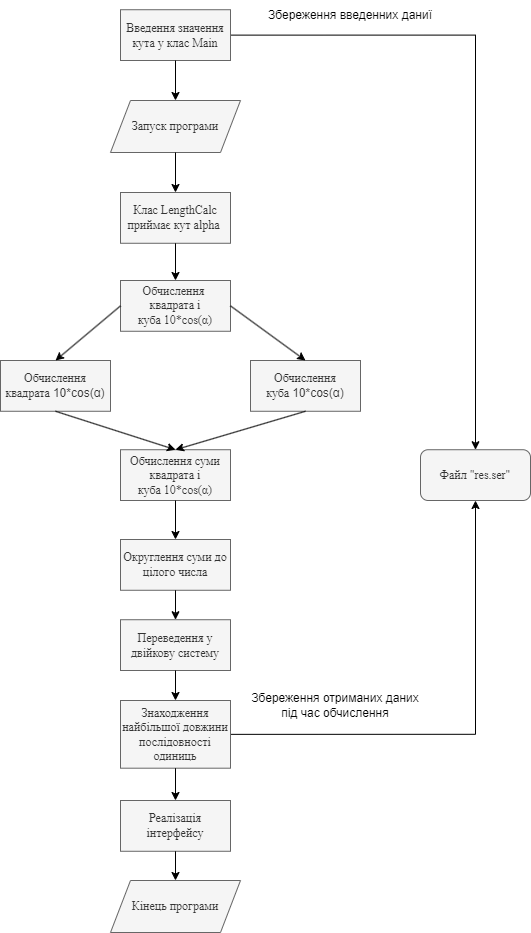 Збереження введенних даниї
Введення значення
кута у клас Main
Запуск програми
Клас LengthCalc
приймає кут alpha
Обчислення
квадрата і
куба 10*cos(α)
Обчислення
квадрата 10*cos(α)
Обчислення
куба 10*cos(α)
Обчислення суми
квадрата і
куба 10*cos(α)
Файл "res.ser"
Округлення суми до
цілого числа
Переведення у
двійкову систему
Збереження отриманих даних
під час обчислення
Знаходження
найбільшої довжини
послідовності
одиниць
Реалізація
інтерфейсу
Кінець програми